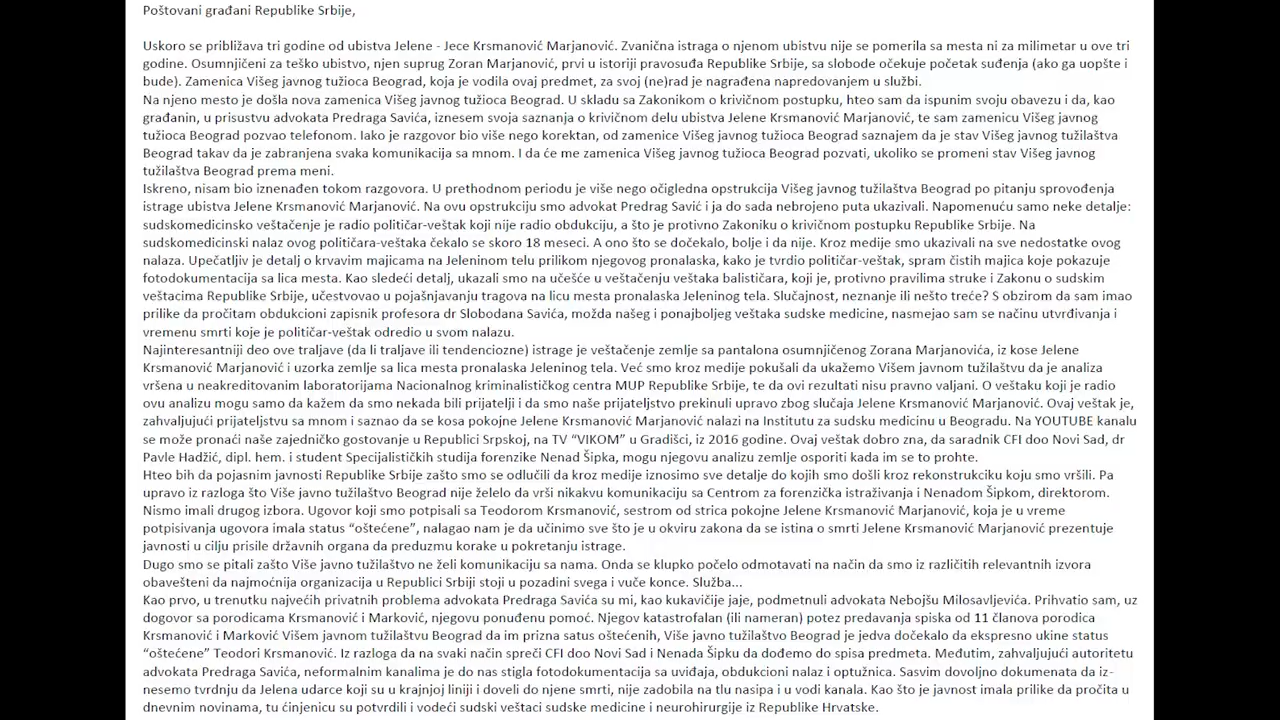 Poštovani građani Republike Srbije,
Uskoro se približava tri godine od ubistva Jelene - Jece Krsmanović Marjanović. Zvanična istraga o njenom ubistvu nije se pomerila sa mesta ni za milimetar u ove tri
godine. Osumnjičeni za teško ubistvo, njen suprug Zoran Marjanović, prvi u istoriji pravosuđa Republike Srbije, sa slobode očekuje početak suđenja (ako ga uopšte i
bude). Zamenica Višeg javnog tužioca Beograd, koja je vodila ovaj predmet, za svoj (ne)rad je nagrađena napredovanjem u službi.
Na njeno mesto je došla nova zamenica Višeg javnog tužioca Beograd. U skladu sa Zakonikom o krivičnom postupku, hteo sam da ispunim svoju obavezu i da, kao
građanin, u prisustvu advokata Predraga Savića, iznesem svoja saznanja o krivičnom delu ubistva Jelene Krsmanović Marjanović, te sam zamenicu Višeg javnog
tužioca Beograd pozvao telefonom. Iako je razgovor bio više nego korektan, od zamenice Višeg javnog tužioca Beograd saznajem da je stav Višeg javnog tužilaštva
Beograd takav da je zabranjena svaka komunikacija sa mnom. I da će me zamenica Višeg javnog tužioca Beograd pozvati, ukoliko se promeni stav Višeg javnog
tužilaštva Beograd prema meni.
Iskreno, nisam bio iznenađen tokom razgovora. U prethodnom periodu je više nego očigledna opstrukcija Višeg javnog tužilaštva Beograd po pitanju sprovođenja
istrage ubistva Jelene Krsmanović Marjanović. Na ovu opstrukciju smo advokat Predrag Savić i ja do sada nebrojeno puta ukazivali. Napomenuću samo neke detalje:
sudskomedicinsko veštačenje je radio političar-veštak koji nije radio obdukciju, a što je protivno Zakoniku o krivičnom postupku Republike Srbije. Na
sudskomedicinski nalaz ovog političara-veštaka čekalo se skoro 18 meseci. A ono što se dočekalo, bolje i da nije. Kroz medije smo ukazivali na sve nedostatke ovog
nalaza. Upečatljiv je detalj o krvavim majicama na Jeleninom telu prilikom njegovog pronalaska, kako je tvrdio političar-veštak, spram čistih majica koje pokazuje
fotodokumentacija sa lica mesta. Kao sledeći detalj, ukazali smo na učešće u veštačenju veštaka balističara, koji je, protivno pravilima struke i Zakonu o sudskim
veštacima Republike Srbije, učestvovao u pojašnjavanju tragova na licu mesta pronalaska Jeleninog tela. Slučajnost, neznanje ili nešto treće? S obzirom da sam imao
prilike da pročitam obdukcioni zapisnik profesora dr Slobodana Savića, možda našeg i ponajboljeg veštaka sudske medicine, nasmejao sam se načinu utvrđivanja i
vremenu smrti koje je političar-veštak odredio u svom nalazu.
Najinteresantniji deo ove traljave (da li traljave ili tendenciozne) istrage je veštačenje zemlje sa pantalona osumnjičenog Zorana Marjanovića, iz kose Jelene
Krsmanović Marjanović i uzorka zemlje sa lica mesta pronalaska Jeleninog tela. Već smo kroz medije pokušali da ukažemo Višem javnom tužilaštvu da je analiza
vršena u neakreditovanim laboratorijama Nacionalnog kriminalističkog centra MUP Republike Srbije, te da ovi rezultati nisu pravno valjani. O veštaku koji je radio
ovu analizu mogu samo da kažem da smo nekada bili prijatelji i da smo naše prijateljstvo prekinuli upravo zbog slučaja Jelene Krsmanović Marjanović. Ovaj veštak je,
zahvaljujući prijateljstvu sa mnom i saznao da se kosa pokojne Jelene Krsmanović Marjanović nalazi na Institutu za sudsku medicinu u Beogradu. Na YOUTUBE kanalu
se može pronaći naše zajedničko gostovanje u Republici Srpskoj, na TV “VIKOM” u Gradišci, iz 2016 godine. Ovaj veštak dobro zna, da saradnik CFI doo Novi Sad, dr
Pavle Hadžić, dipl. hem. i student Specijalističkih studija forenzike Nenad Šipka, mogu njegovu analizu zemlje osporiti kada im se to prohte.
Hteo bih da pojasnim javnosti Republike Srbije zašto smo se odlučili da kroz medije iznosimo sve detalje do kojih smo došli kroz rekonstrukciku koju smo vršili. Pa
upravo iz razloga što Više javno tužilaštvo Beograd nije želelo da vrši nikakvu komunikaciju sa Centrom za forenzička istraživanja i Nenadom Šipkom, direktorom.
Nismo imali drugog izbora. Ugovor koji smo potpisali sa Teodorom Krsmanović, sestrom od strica pokojne Jelene Krsmanović Marjanović, koja je u vreme
potpisivanja ugovora imala status “oštećene”, nalagao nam je da učinimo sve što je u okviru zakona da se istina o smrti Jelene Krsmanović Marjanović prezentuje
javnosti u cilju prisile državnih organa da preduzmu korake u pokretanju istrage.
Dugo smo se pitali zašto Više javno tužilaštvo ne želi komunikaciju sa nama. Onda se klupko počelo odmotavati na način da smo iz različitih relevantnih izvora
obavešteni da najmoćnija organizacija u Republici Srbiji stoji u pozadini svega i vuče konce. Služba...
Kao prvo, u trenutku najvećih privatnih problema advokata Predraga Savića su mi, kao kukavičije jaje, podmetnuli advokata Nebojšu Milosavljevića. Prihvatio sam, uz
dogovor sa porodicama Krsmanović i Marković, njegovu ponuđenu pomoć. Njegov katastrofalan (ili nameran) potez predavanja spiska od 11 članova porodica
Krsmanović i Marković Višem javnom tužilaštvu Beograd da im prizna satus oštećenih, Više javno tužilaštvo Beograd je jedva dočekalo da ekspresno ukine status
“oštećene” Teodori Krsmanović. Iz razloga da na svaki način spreči CFI doo Novi Sad i Nenada Šipku da dođemo do spisa predmeta. Međutim, zahvaljujući autoritetu
advokata Predraga Savića, neformalnim kanalima je do nas stigla fotodokumentacija sa uviđaja, obdukcioni nalaz i optužnica. Sasvim dovoljno dokumenata da iz-
nesemo tvrdnju da Jelena udarce koji su u krajnjoj liniji i doveli do njene smrti, nije zadobila na tlu nasipa i u vodi kanala. Kao što je javnost imala prilike da pročita u
dnevnim novinama, tu ćinjenicu su potvrdili i vodeći sudski veštaci sudske medicine i neurohirurgije iz Republike Hrvatske.